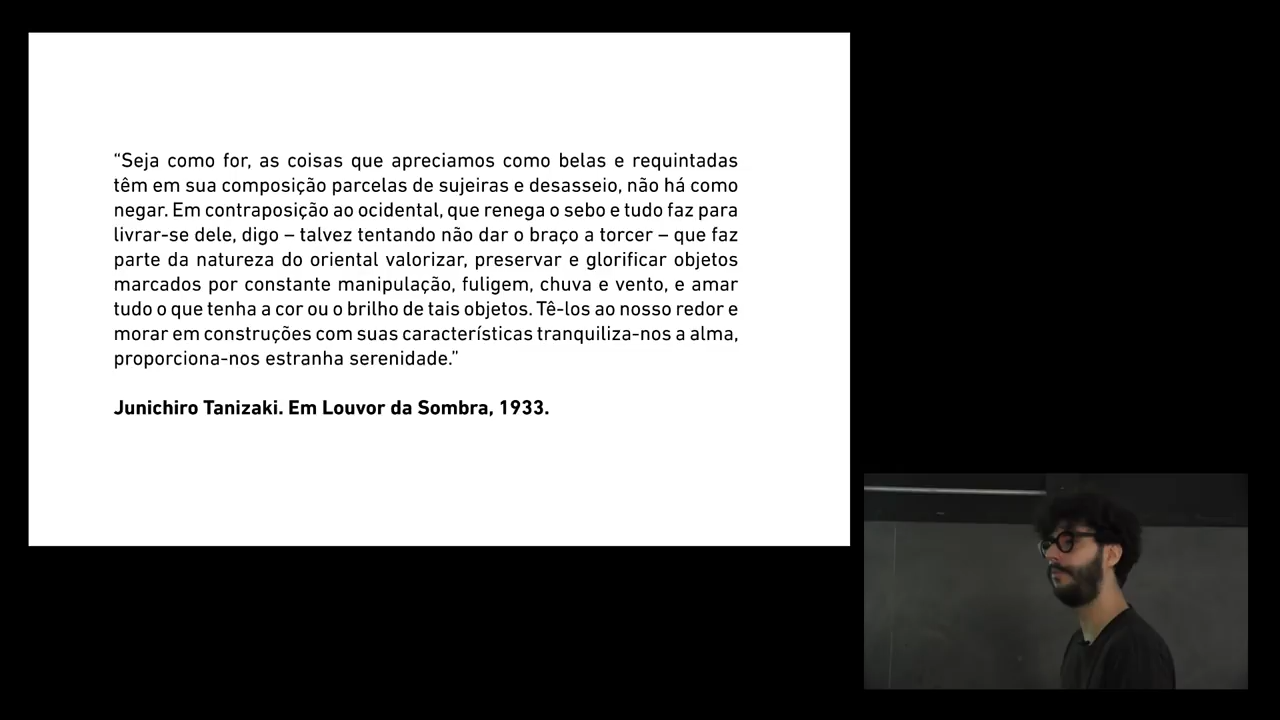 “Seja como for, as coisas que apreciamos como belas e requintadas
têm em sua composição parcelas de sujeiras e desasseio, não há como
negar. Em contraposição ao ocidental, que renega o sebo e tudo faz para
livrar-se dele, digo – talvez tentando não dar o braço a torcer – que faz
parte da natureza do oriental valorizar, preservar e glorificar objetos
marcados por constante manipulação, fuligem, chuva e vento, e amar
tudo o que tenha a cor ou o brilho de tais objetos. Tê-los ao nosso redor e
morar em construções com suas características tranquiliza-nos a alma,
proporciona-nos estranha serenidade.”
Junichiro Tanizaki. Em Louvor da Sombra, 1933.